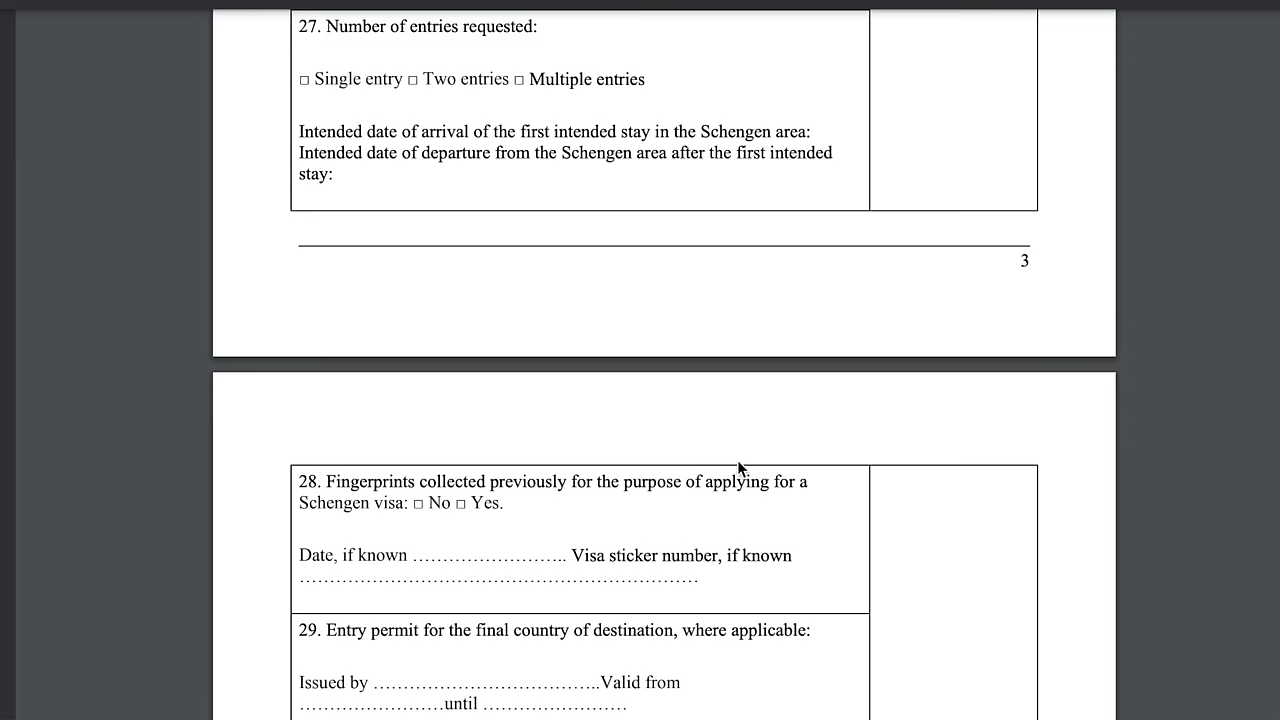 27. Number of entries requested:
□ Single entry □ Two entries □ Multiple entries
Intended date of arrival of the first intended stay in the Schengen area:
Intended date of departure from the Schengen area after the first intended
stay:
3
28. Fingerprints collected previously for the purpose of applying for a
Schengen visa: □ No □ Yes.
Date, if known …………………….. Visa sticker number, if known
…………………………………………………………
29. Entry permit for the final country of destination, where applicable:
Issued by ………………………………..Valid from
……………………until ……………………